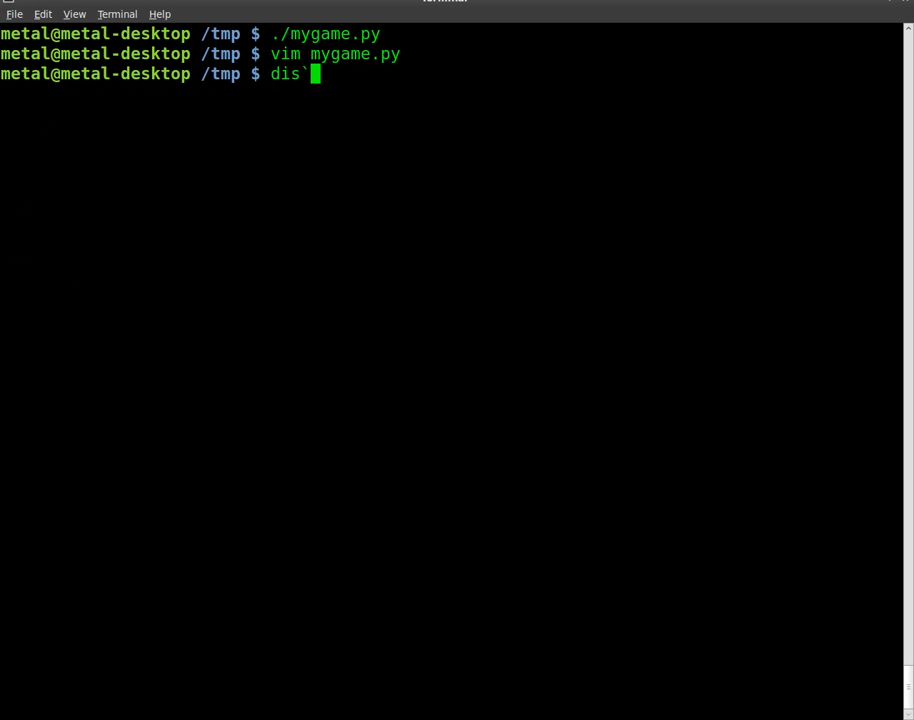 File Edit View Terminal Help
metal@metal-desktop /tmp $ ./mygame.py
metal@metal-desktop /tmp $ vim mygame.py
metal@metal-desktop /tmp $ dis`